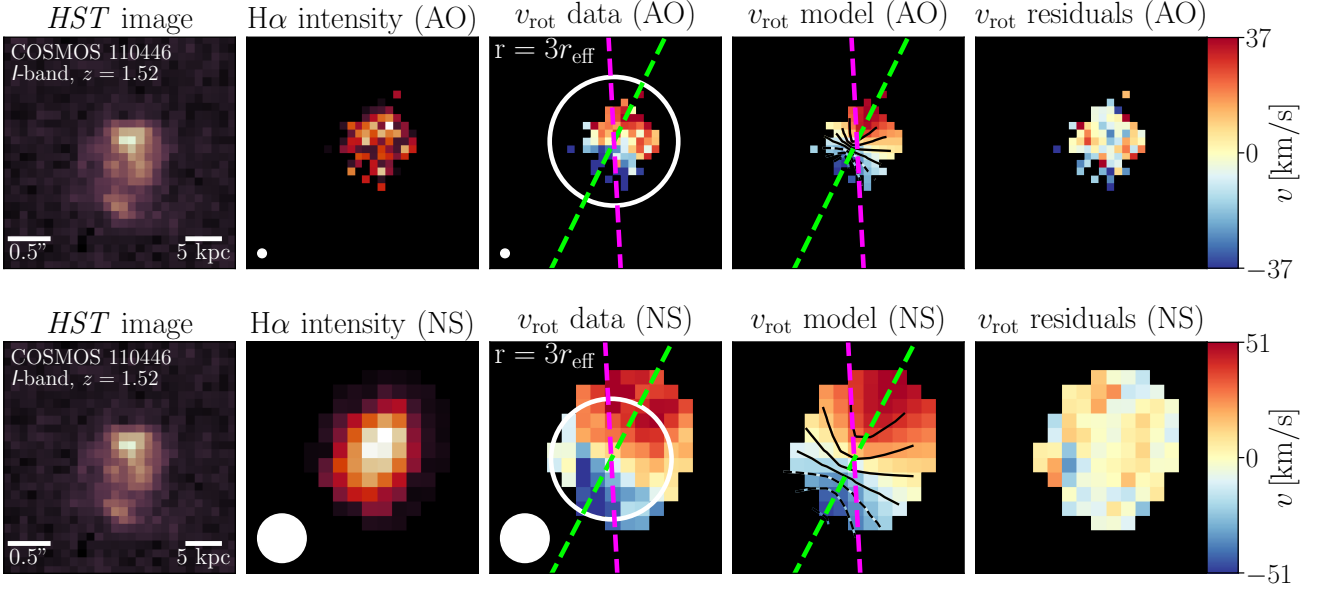 HST image
Hα intensity (AO)
v_rot data (AO)
v_rot model (AO)
v_rot residuals (AO)
COSMOS 110446
I-band, z = 1.52
0.5”
5 kpc
r = 3r_eff
37
0
−37
v [km/s]
HST image
Hα intensity (NS)
v_rot data (NS)
v_rot model (NS)
v_rot residuals (NS)
COSMOS 110446
I-band, z = 1.52
0.5”
5 kpc
r = 3r_eff
51
0
−51
v [km/s]